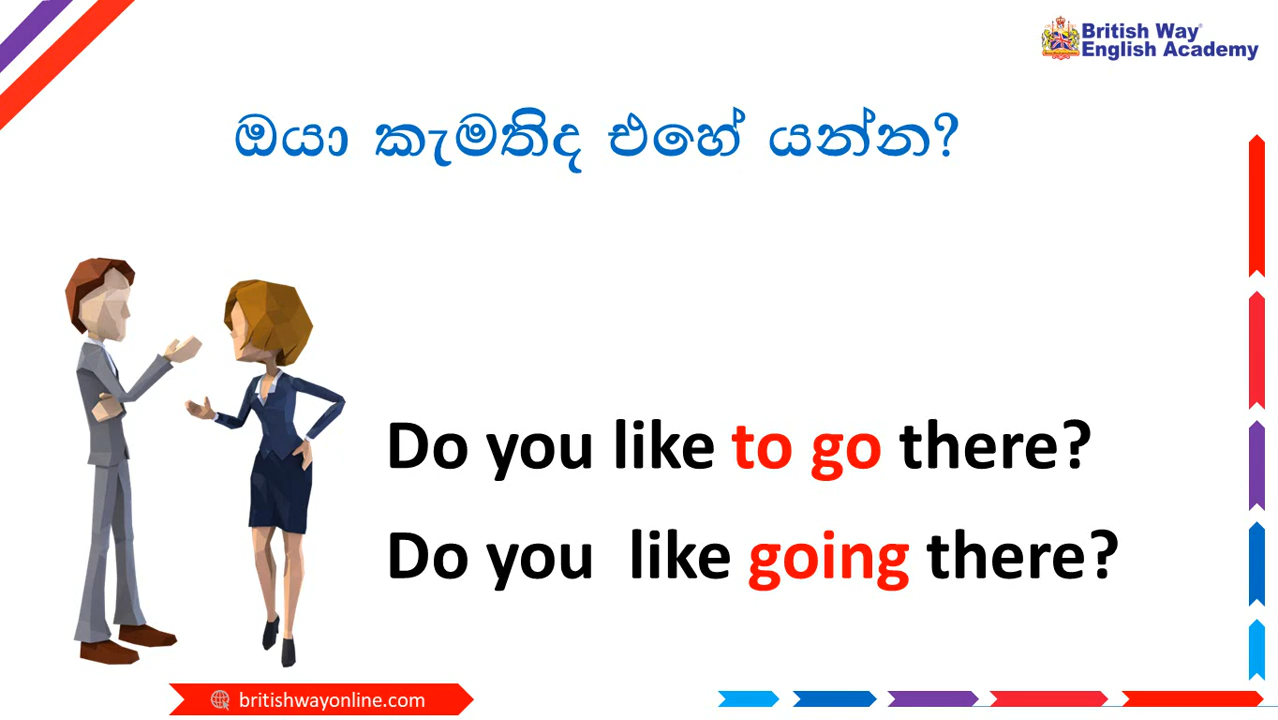 British Way
English Academy
ඔයා කැමතිද එහේ යන්න?
Do you like to go there?
Do you like going there?
britishwayonline.com